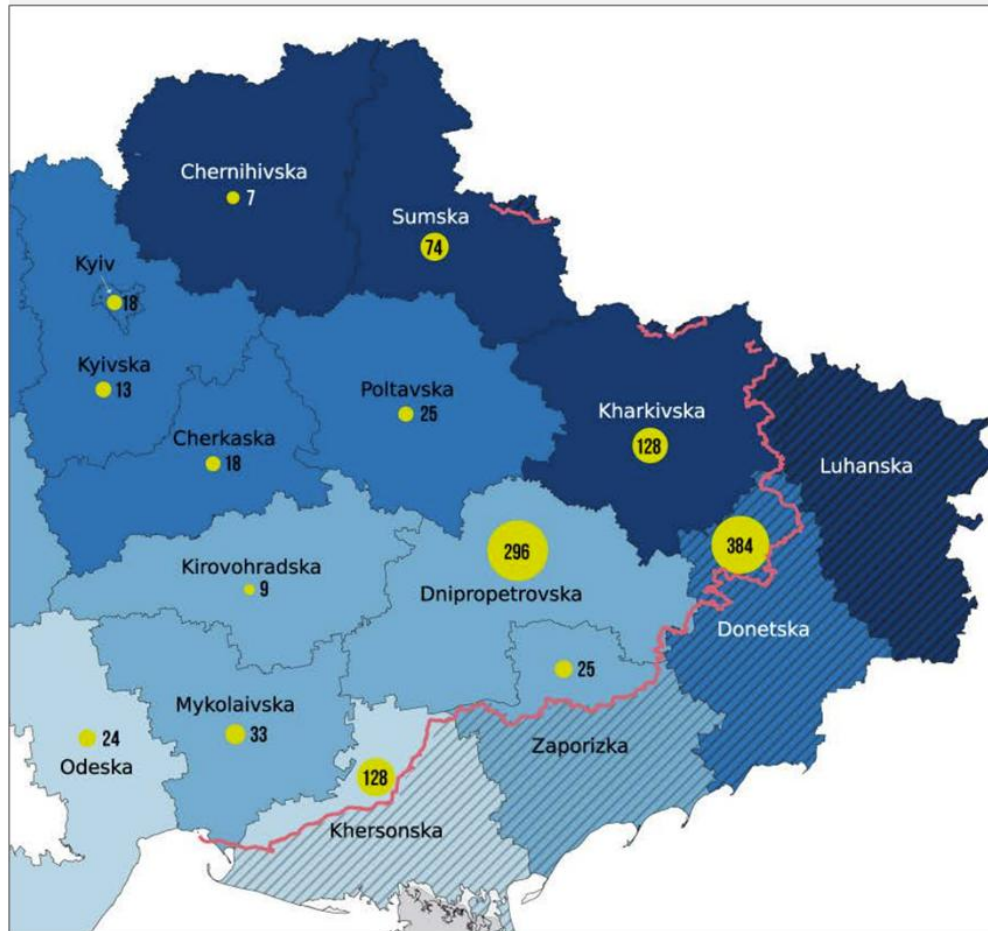 Chernihivska
7
Sumska
74
Kyiv
18
Kyivska
13
Poltavska
25
Kharkivska
128
Cherkaska
18
Luhanska
296
384
Kirovohradska
9
Dnipropetrovska
Donetska
25
Mykolaivska
33
24
Odeska
Zaporizka
128
Khersonska